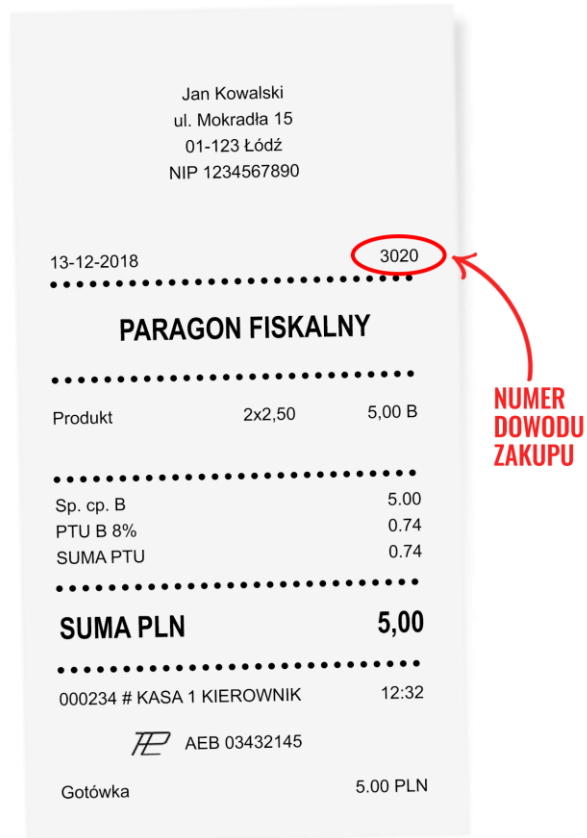 Jan Kowalski
ul. Mokradła 15
01-123 Łódź
NIP 1234567890
13-12-2018 3020
PARAGON FISKALNY
Produkt 2x2,50 5,00 B
Sp. cp. B 5.00
PTU B 8% 0.74
SUMA PTU 0.74
SUMA PLN 5,00
000234 # KASA 1 KIEROWNIK 12:32
AEB 03432145
Gotówka 5.00 PLN
NUMER
DOWODU
ZAKUPU